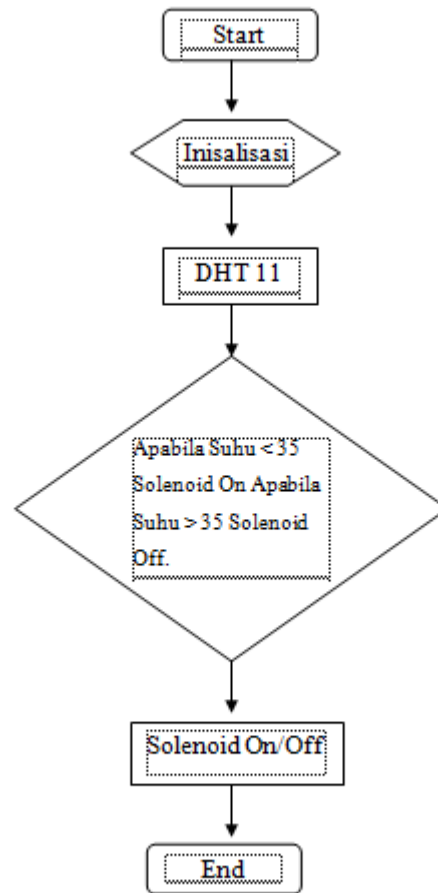 Start
Inisalisasi
DHT 11
Apabila Suhu < 35
Solenoid On Apabila
Suhu > 35 Solenoid
Off.
Solenoid On/Off
End